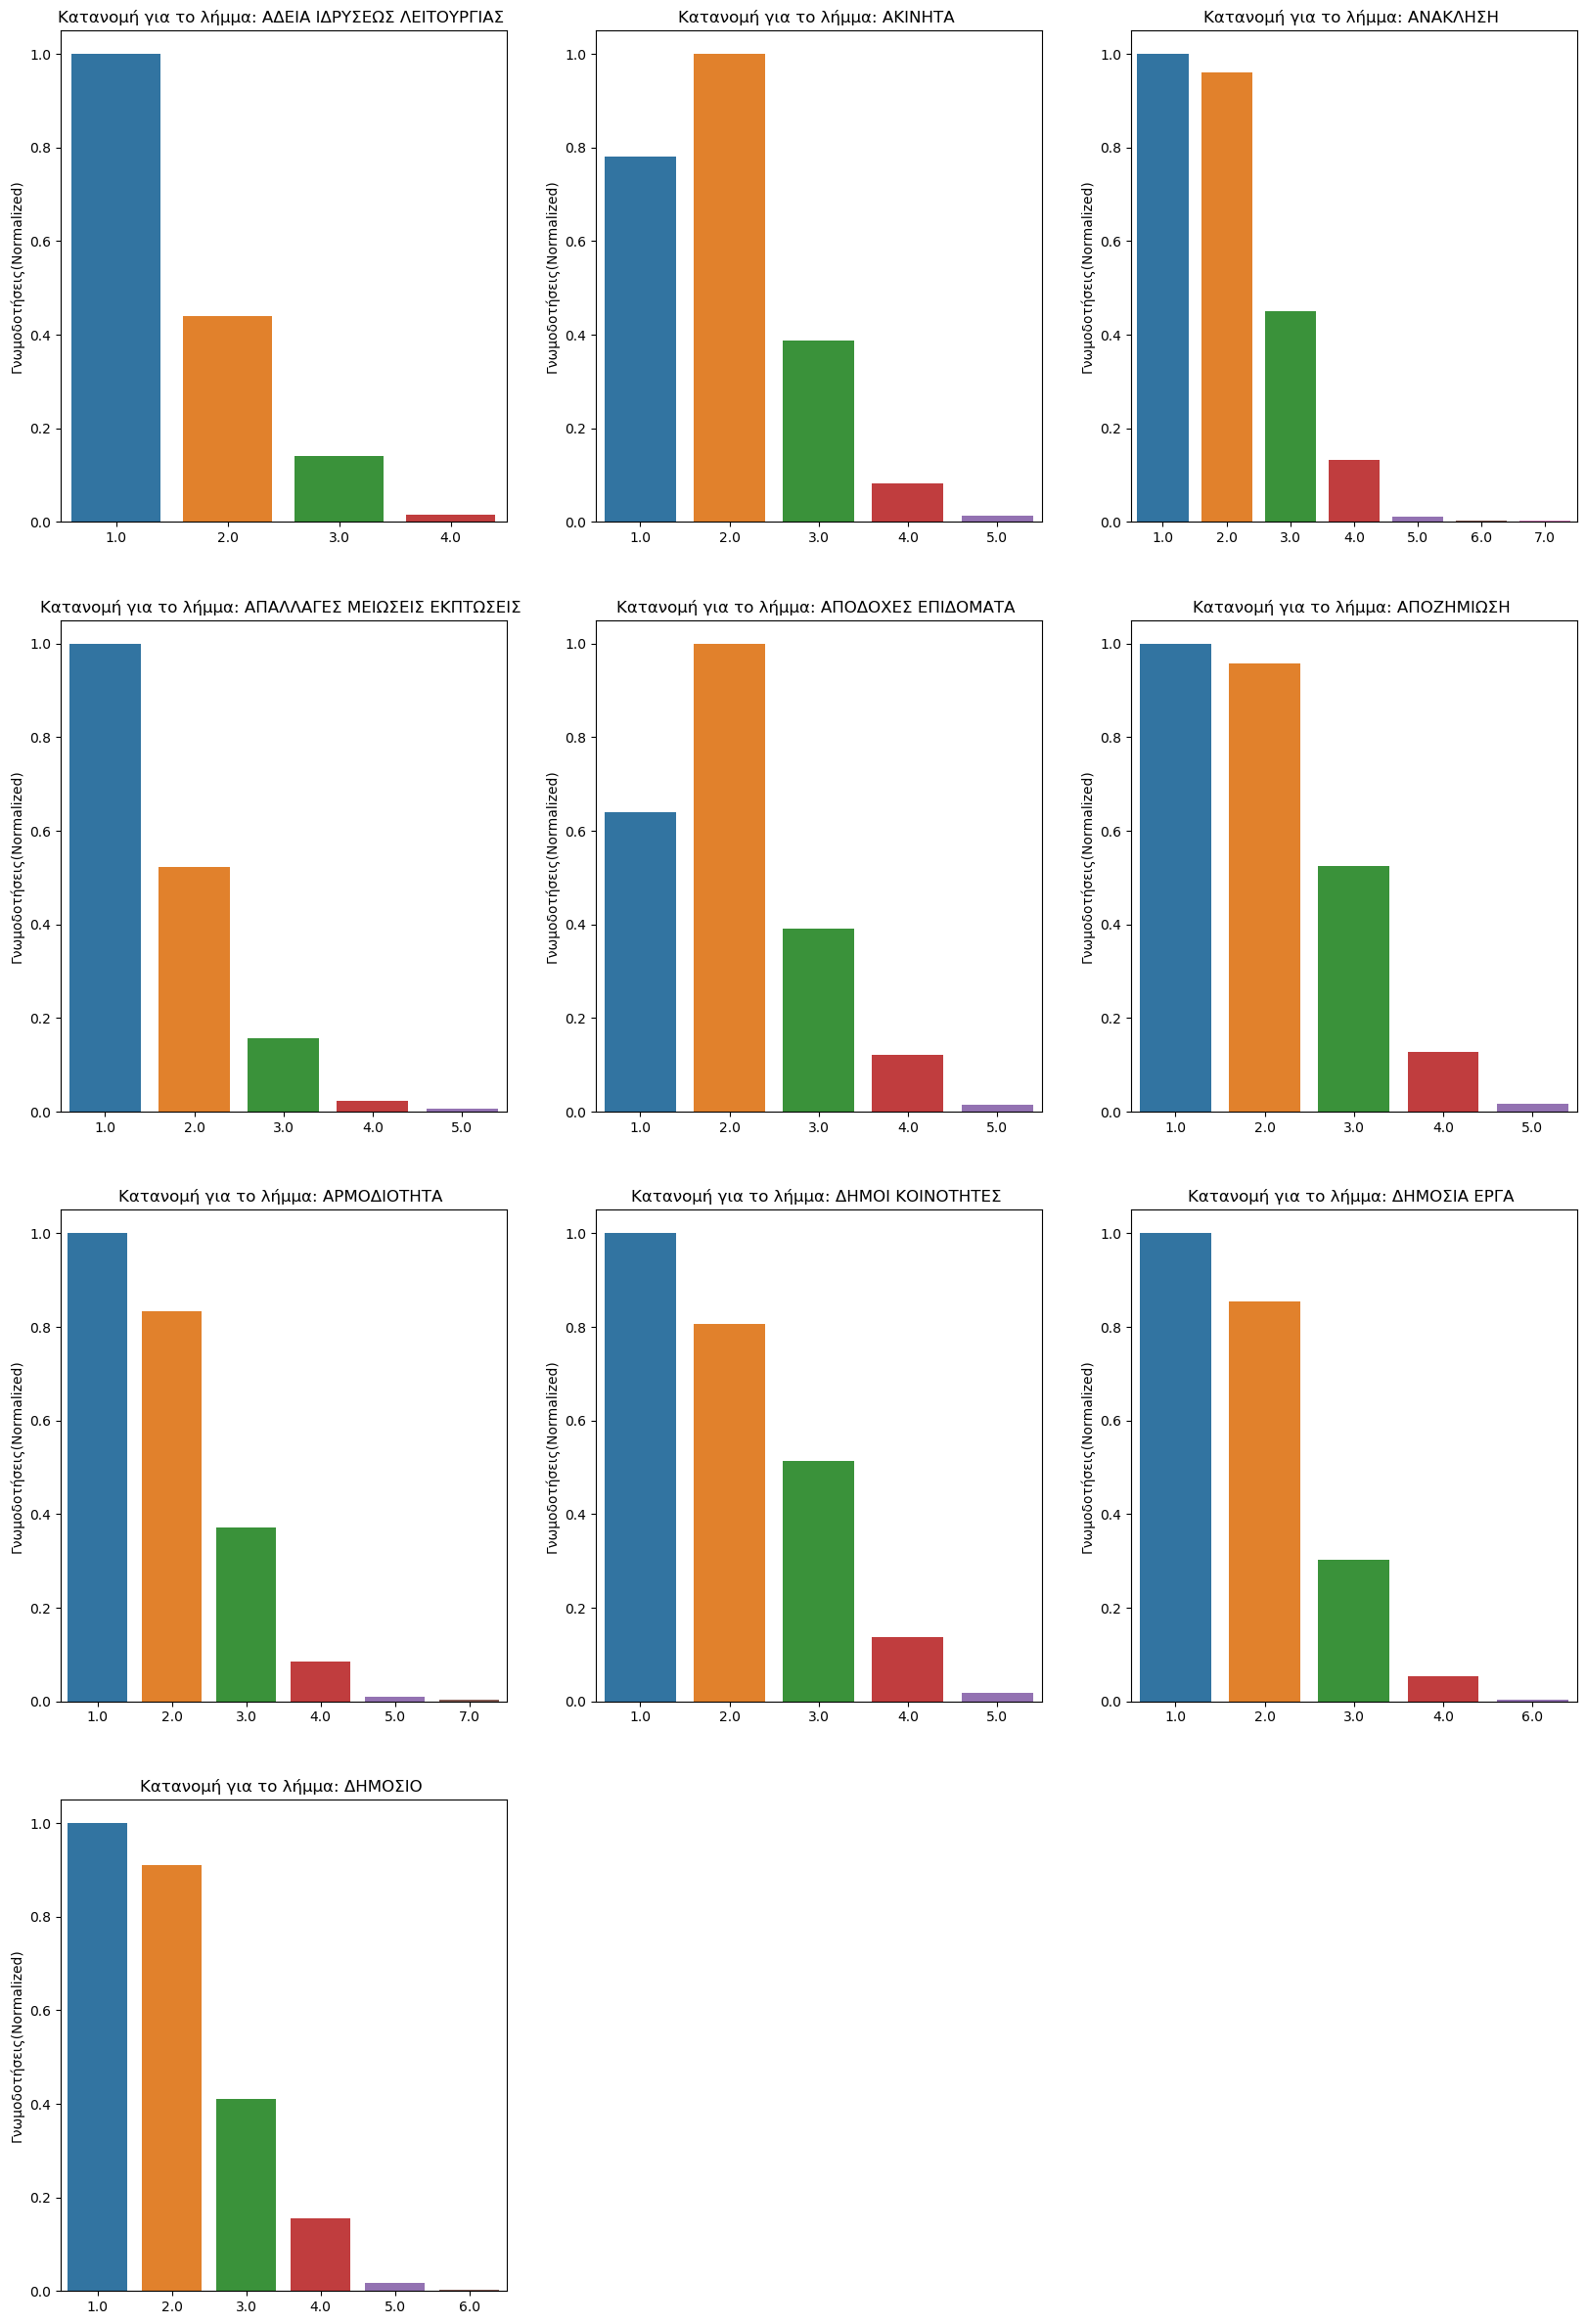 Κατανομή για το λήμμα: ΑΔΕΙΑ ΙΔΡΥΣΕΩΣ ΛΕΙΤΟΥΡΓΙΑΣ
Γνωμοδοτήσεις(Normalized)
1.0
0.8
0.6
0.4
0.2
0.0
1.0 2.0 3.0 4.0
Κατανομή για το λήμμα: ΑΚΙΝΗΤΑ
Γνωμοδοτήσεις(Normalized)
1.0
0.8
0.6
0.4
0.2
0.0
1.0 2.0 3.0 4.0 5.0
Κατανομή για το λήμμα: ΑΝΑΚΛΗΣΗ
Γνωμοδοτήσεις(Normalized)
1.0
0.8
0.6
0.4
0.2
0.0
1.0 2.0 3.0 4.0 5.0 6.0 7.0
Κατανομή για το λήμμα: ΑΠΑΛΛΑΓΕΣ ΜΕΙΩΣΕΙΣ ΕΚΠΤΩΣΕΙΣ
Γνωμοδοτήσεις(Normalized)
1.0
0.8
0.6
0.4
0.2
0.0
1.0 2.0 3.0 4.0 5.0
Κατανομή για το λήμμα: ΑΠΟΔΟΧΕΣ ΕΠΙΔΟΜΑΤΑ
Γνωμοδοτήσεις(Normalized)
1.0
0.8
0.6
0.4
0.2
0.0
1.0 2.0 3.0 4.0 5.0
Κατανομή για το λήμμα: ΑΠΟΖΗΜΙΩΣΗ
Γνωμοδοτήσεις(Normalized)
1.0
0.8
0.6
0.4
0.2
0.0
1.0 2.0 3.0 4.0 5.0
Κατανομή για το λήμμα: ΑΡΜΟΔΙΟΤΗΤΑ
Γνωμοδοτήσεις(Normalized)
1.0
0.8
0.6
0.4
0.2
0.0
1.0 2.0 3.0 4.0 5.0 7.0
Κατανομή για το λήμμα: ΔΗΜΟΙ ΚΟΙΝΟΤΗΤΕΣ
Γνωμοδοτήσεις(Normalized)
1.0
0.8
0.6
0.4
0.2
0.0
1.0 2.0 3.0 4.0 5.0
Κατανομή για το λήμμα: ΔΗΜΟΣΙΑ ΕΡΓΑ
Γνωμοδοτήσεις(Normalized)
1.0
0.8
0.6
0.4
0.2
0.0
1.0 2.0 3.0 4.0 6.0
Κατανομή για το λήμμα: ΔΗΜΟΣΙΟ
Γνωμοδοτήσεις(Normalized)
1.0
0.8
0.6
0.4
0.2
0.0
1.0 2.0 3.0 4.0 5.0 6.0